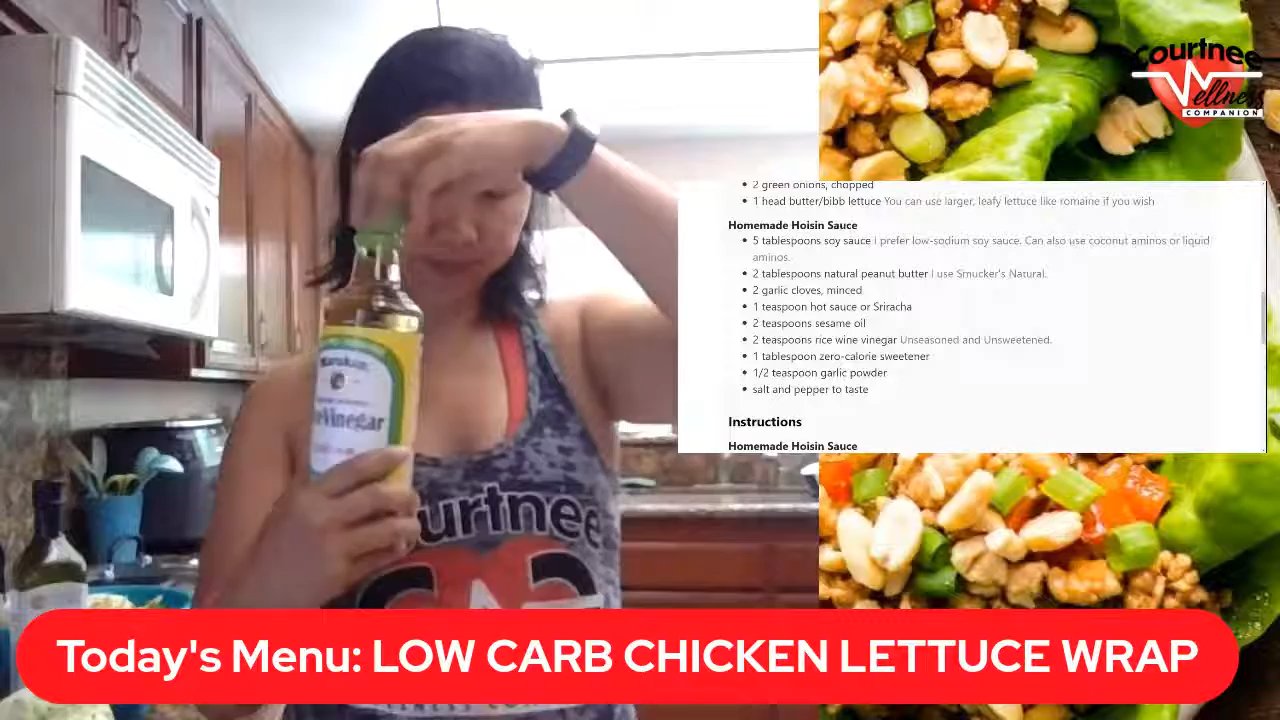 courtnee
Wellness
COMPANION
2 green onions, chopped
1 head butter/bibb lettuce You can use larger, leafy lettuce like romaine if you wish
Homemade Hoisin Sauce
5 tablespoons soy sauce I prefer low-sodium soy sauce. Can also use coconut aminos or liquid
aminos.
2 tablespoons natural peanut butter I use Smucker's Natural.
2 garlic cloves, minced
1 teaspoon hot sauce or Sriracha
2 teaspoons sesame oil
2 teaspoons rice wine vinegar Unseasoned and Unsweetened.
1 tablespoon zero-calorie sweetener
1/2 teaspoon garlic powder
salt and pepper to taste
Instructions
Homemade Hoisin Sauce
Vinegar
urtnee
Today's Menu: LOW CARB CHICKEN LETTUCE WRAP